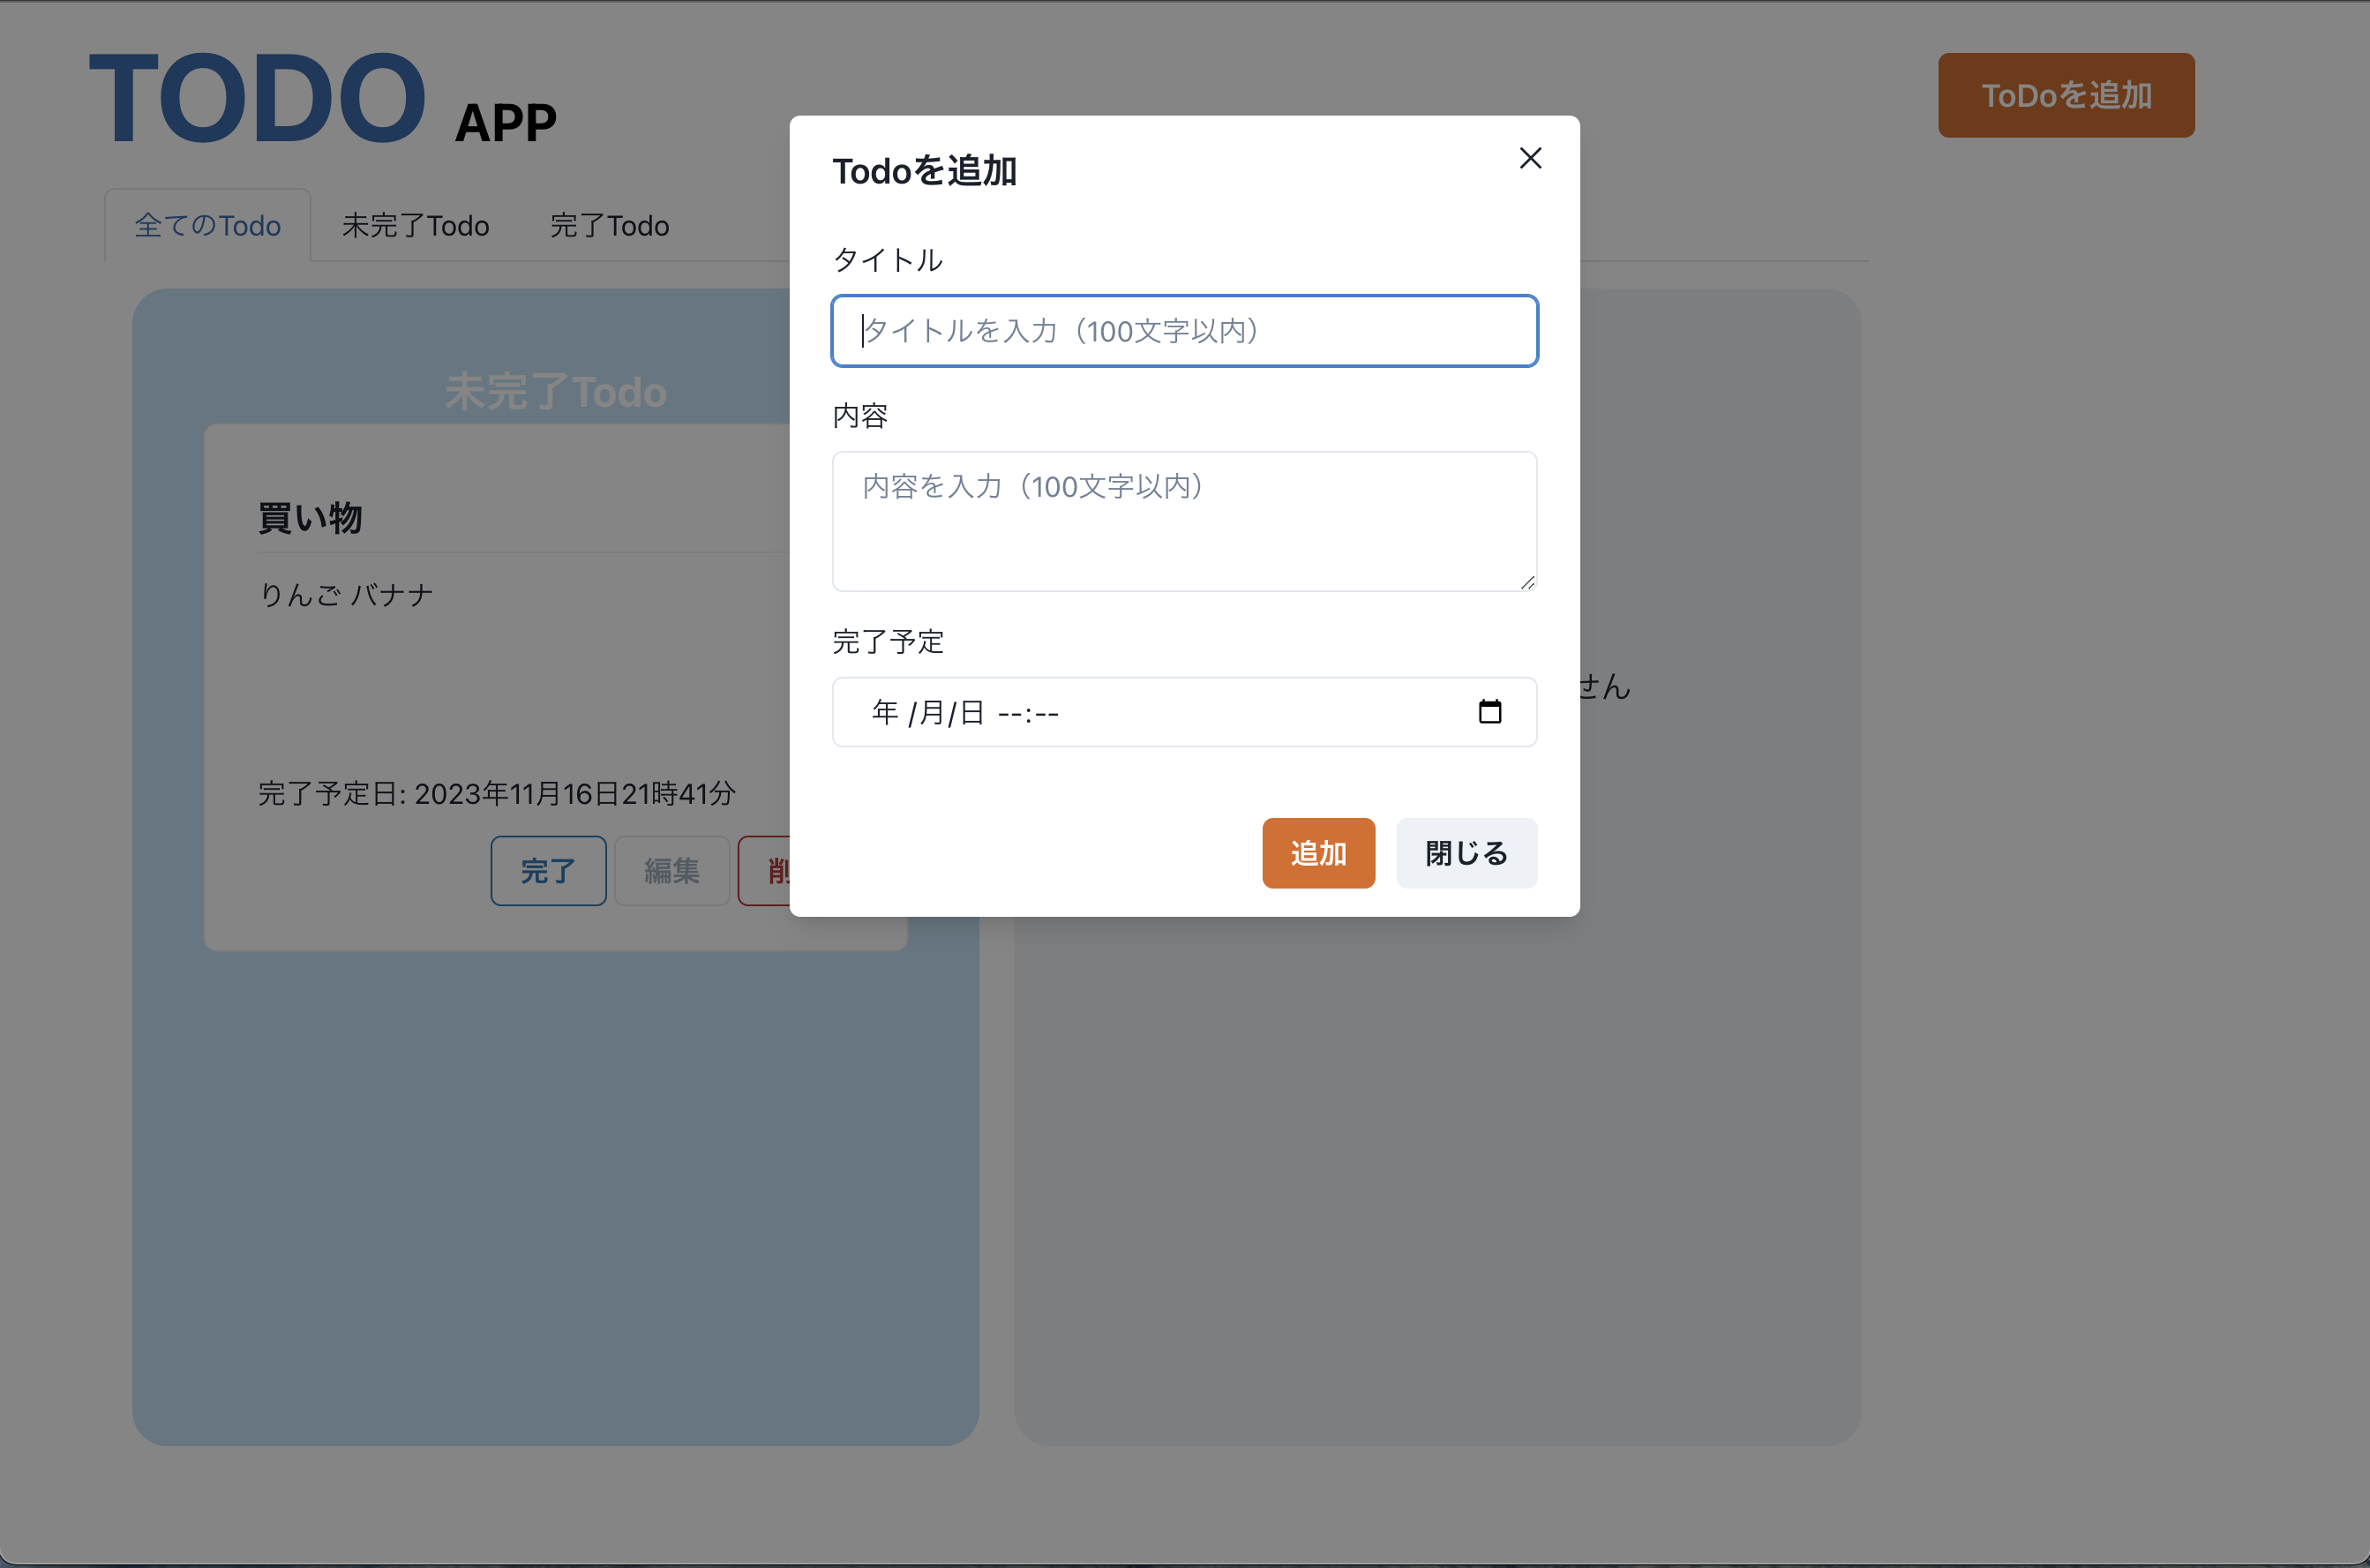 TODO APP
ToDoを追加
全てのTodo
未完了Todo
完了Todo
未完了Todo
買い物
りんご バナナ
完了予定日: 2023年11月16日21時41分
完了
編集
Todoを追加
タイトル
タイトルを入力（100文字以内）
内容
内容を入力（100文字以内）
完了予定
年 /月/日 --:--
追加
閉じる
せん